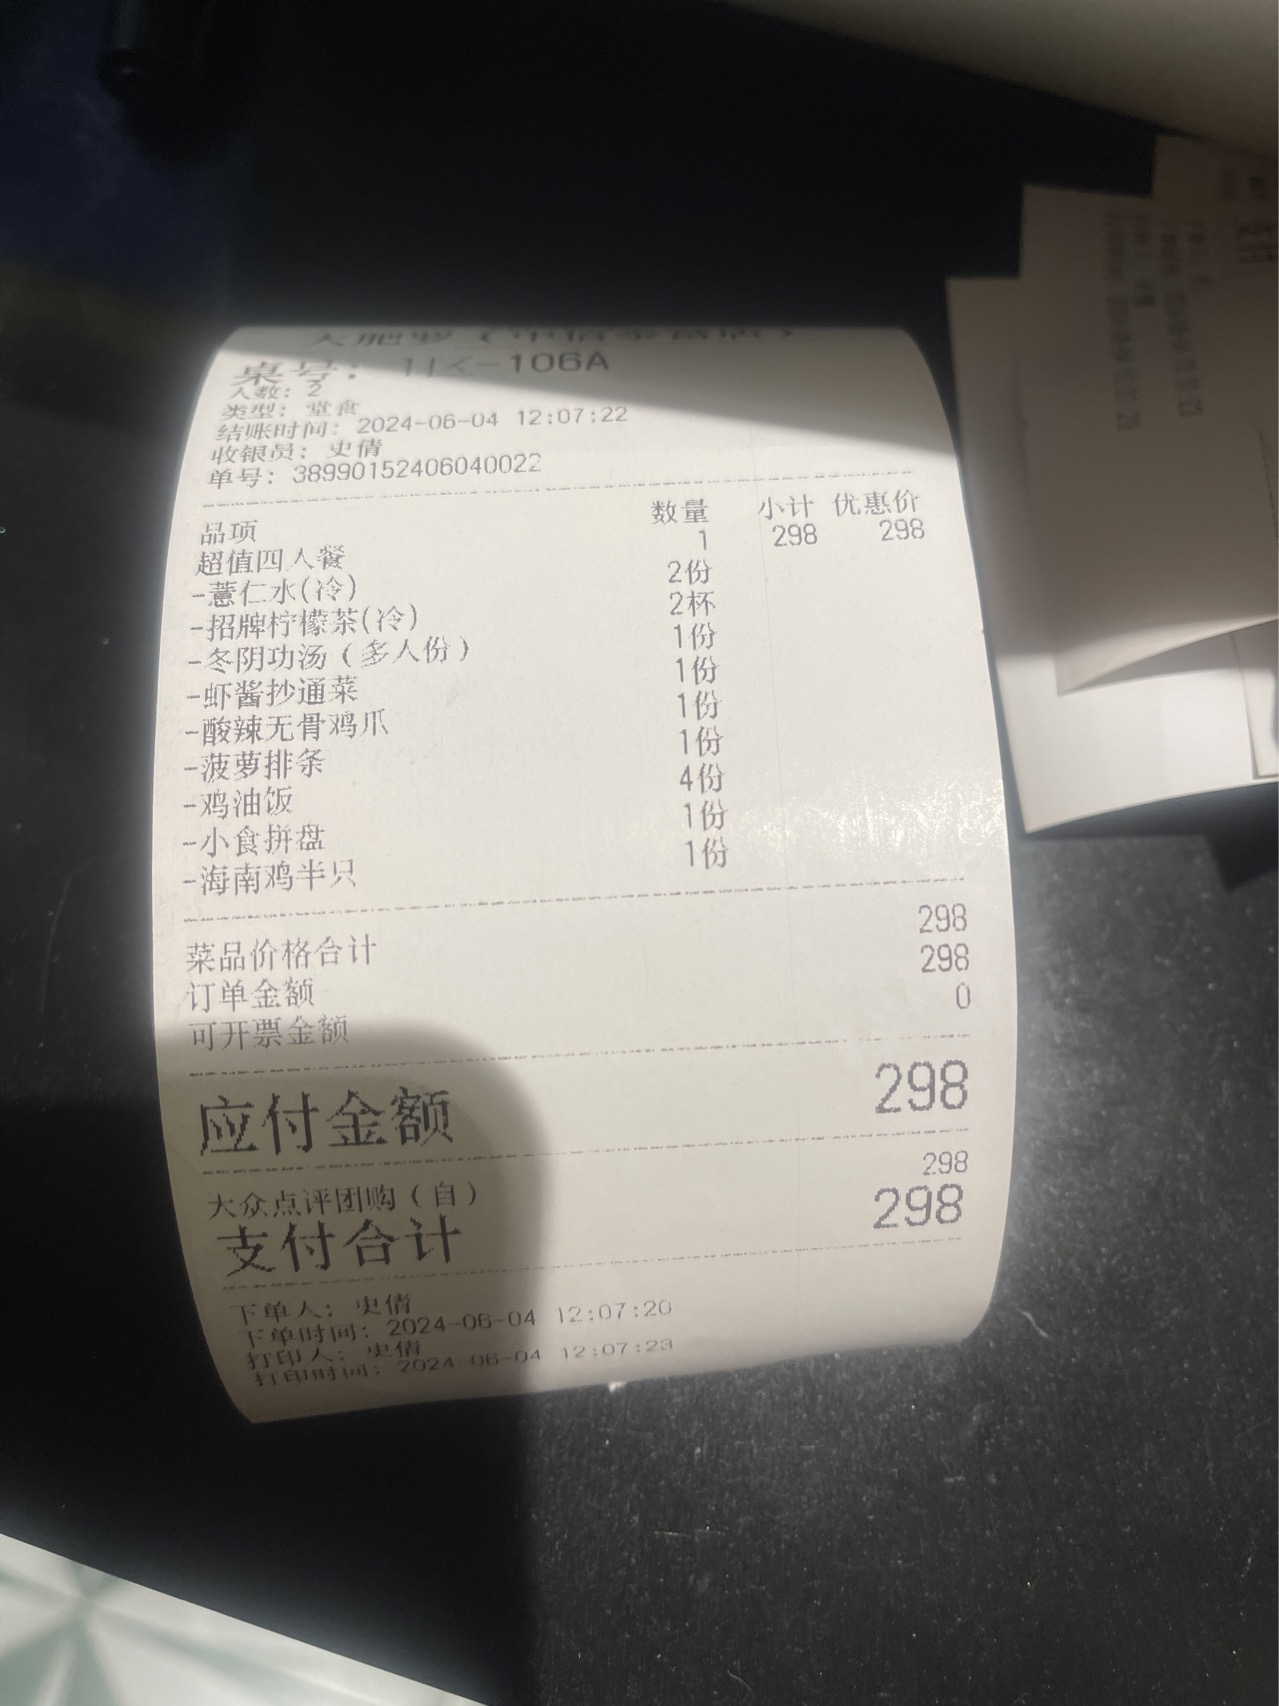 桌号: 1区-106A
人数: 2
类型: 堂食
结账时间: 2024-06-04 12:07:22
收银员: 史倩
单号: 38990152406040022
品项 数量 小计 优惠价
超值四人餐 1 298 298
-薏仁水(冷) 2份
-招牌柠檬茶(冷) 2杯
-冬阴功汤(多人份) 1份
-虾酱抄通菜 1份
-酸辣无骨鸡爪 1份
-菠萝排条 1份
-鸡油饭 4份
-小食拼盘 1份
-海南鸡半只 1份
菜品价格合计 298
订单金额 298
可开票金额 0
应付金额 298
大众点评团购(自) 298
支付合计 298
下单人: 史倩
下单时间: 2024-06-04 12:07:20
打印人: 史倩
打印时间: 2024-06-04 12:07:23